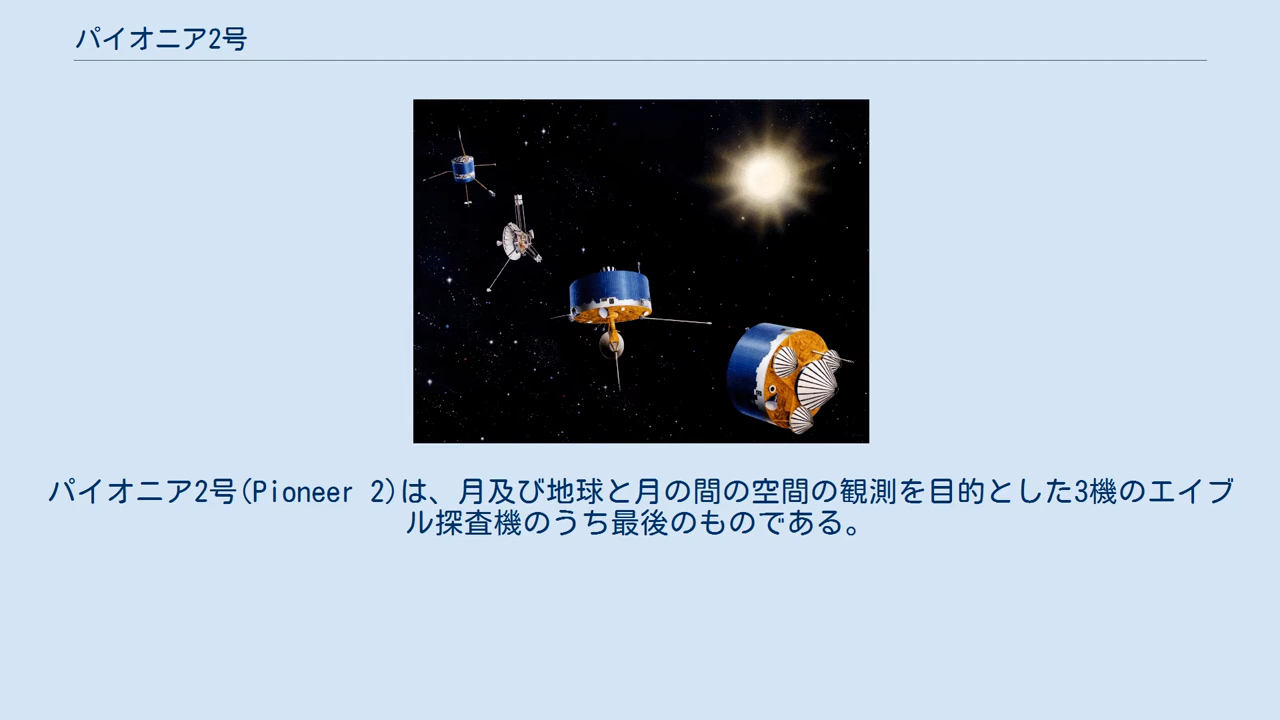 パイオニア2号
パイオニア2号(Pioneer 2)は、月及び地球と月の間の空間の観測を目的とした3機のエイブ
ル探査機のうち最後のものである。